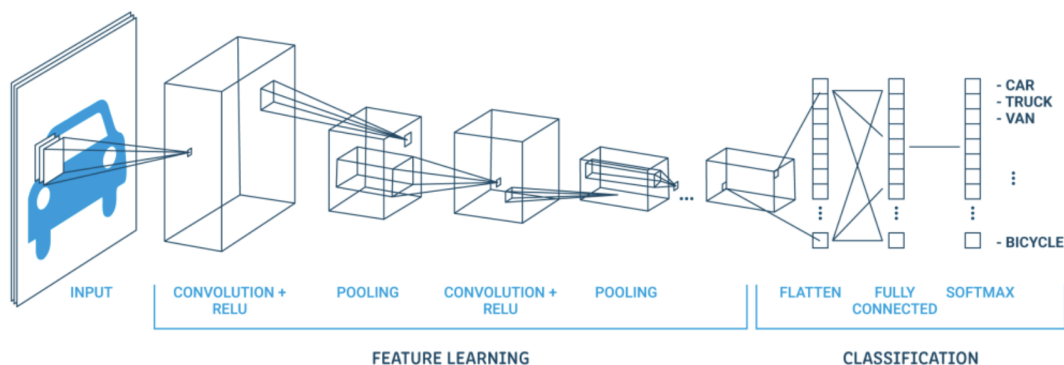 - CAR
- TRUCK
- VAN
- BICYCLE
INPUT
CONVOLUTION +
RELU
POOLING
CONVOLUTION +
RELU
POOLING
FLATTEN
FULLY
CONNECTED
SOFTMAX
FEATURE LEARNING
CLASSIFICATION